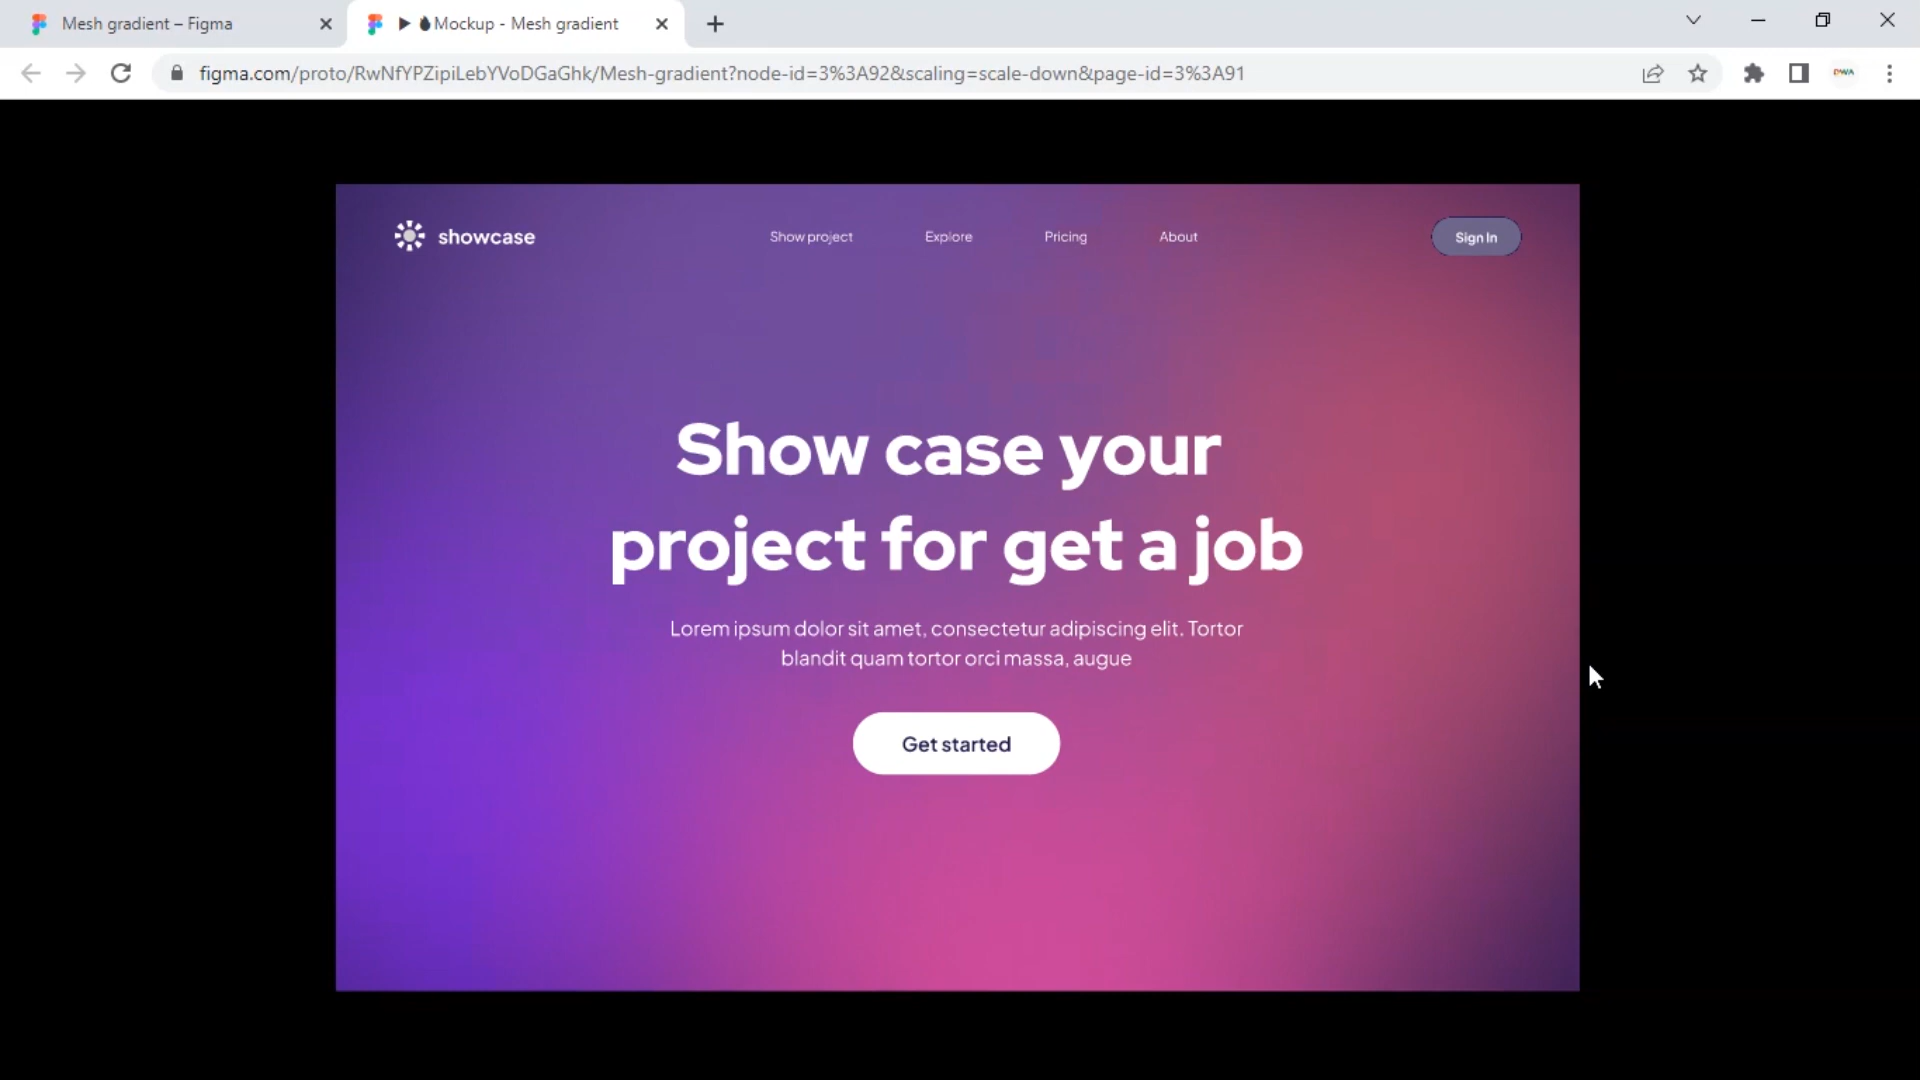 Mesh gradient – Figma
Mockup - Mesh gradient
figma.com/proto/RwNfYPZipiLebYVoDGaGhk/Mesh-gradient?node-id=3%3A92&scaling=scale-down&page-id=3%3A91
DWA
showcase
Show project
Explore
Pricing
About
Sign In
Show case your
project for get a job
Lorem ipsum dolor sit amet, consectetur adipiscing elit. Tortor
blandit quam tortor orci massa, augue
Get started